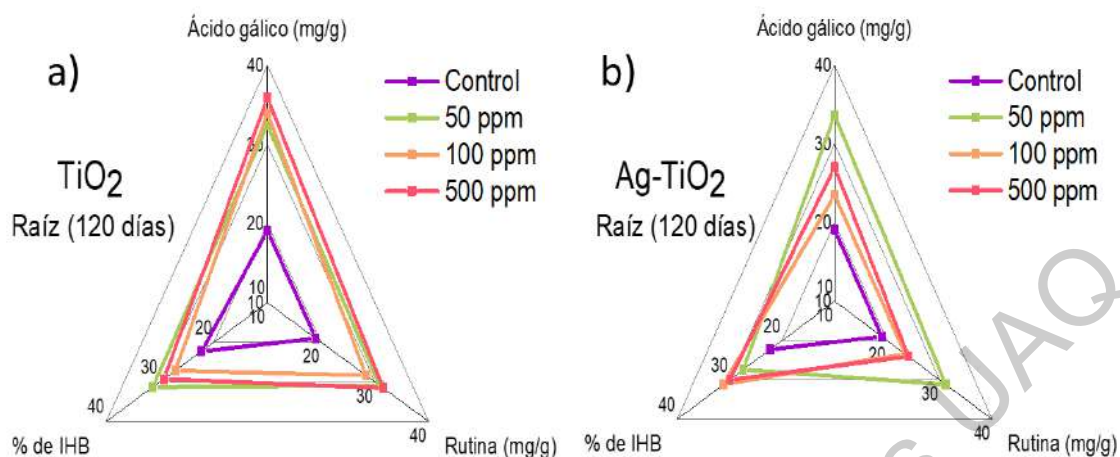 Ácido gálico (mg/g)
a)
40
30
20
10
10
20
30
40
20
30
40
Control
50 ppm
100 ppm
500 ppm
TiO2
Raíz (120 días)
% de IHB
Rutina (mg/g)
Ácido gálico (mg/g)
b)
40
30
20
10
10
20
30
40
20
30
40
Control
50 ppm
100 ppm
500 ppm
Ag-TiO2
Raíz (120 días)
% de IHB
Rutina (mg/g)
UAQ